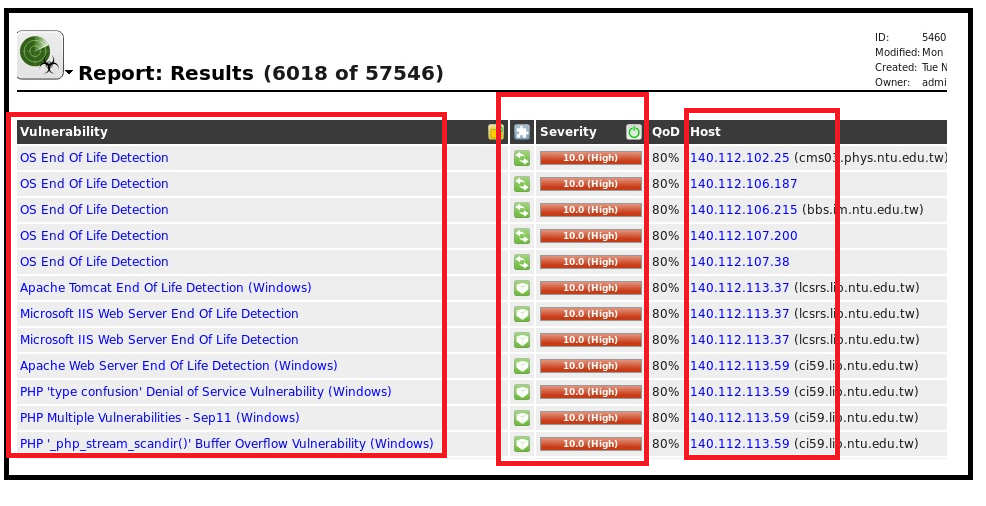 ID: 5460
Modified: Mon
Created: Tue N
Owner: admi
Report: Results (6018 of 57546)
Vulnerability Severity QoD Host
OS End Of Life Detection 10.0 (High) 80% 140.112.102.25 (cms03.phys.ntu.edu.tw)
OS End Of Life Detection 10.0 (High) 80% 140.112.106.187
OS End Of Life Detection 10.0 (High) 80% 140.112.106.215 (bbs.im.ntu.edu.tw)
OS End Of Life Detection 10.0 (High) 80% 140.112.107.200
OS End Of Life Detection 10.0 (High) 80% 140.112.107.38
Apache Tomcat End Of Life Detection (Windows) 10.0 (High) 80% 140.112.113.37 (lcsrs.lib.ntu.edu.tw)
Microsoft IIS Web Server End Of Life Detection 10.0 (High) 80% 140.112.113.37 (lcsrs.lib.ntu.edu.tw)
Microsoft IIS Web Server End Of Life Detection 10.0 (High) 80% 140.112.113.37 (lcsrs.lib.ntu.edu.tw)
Apache Web Server End Of Life Detection (Windows) 10.0 (High) 80% 140.112.113.59 (ci59.lib.ntu.edu.tw)
PHP 'type confusion' Denial of Service Vulnerability (Windows) 10.0 (High) 80% 140.112.113.59 (ci59.lib.ntu.edu.tw)
PHP Multiple Vulnerabilities - Sep11 (Windows) 10.0 (High) 80% 140.112.113.59 (ci59.lib.ntu.edu.tw)
PHP '_php_stream_scandir()' Buffer Overflow Vulnerability (Windows) 10.0 (High) 80% 140.112.113.59 (ci59.lib.ntu.edu.tw)